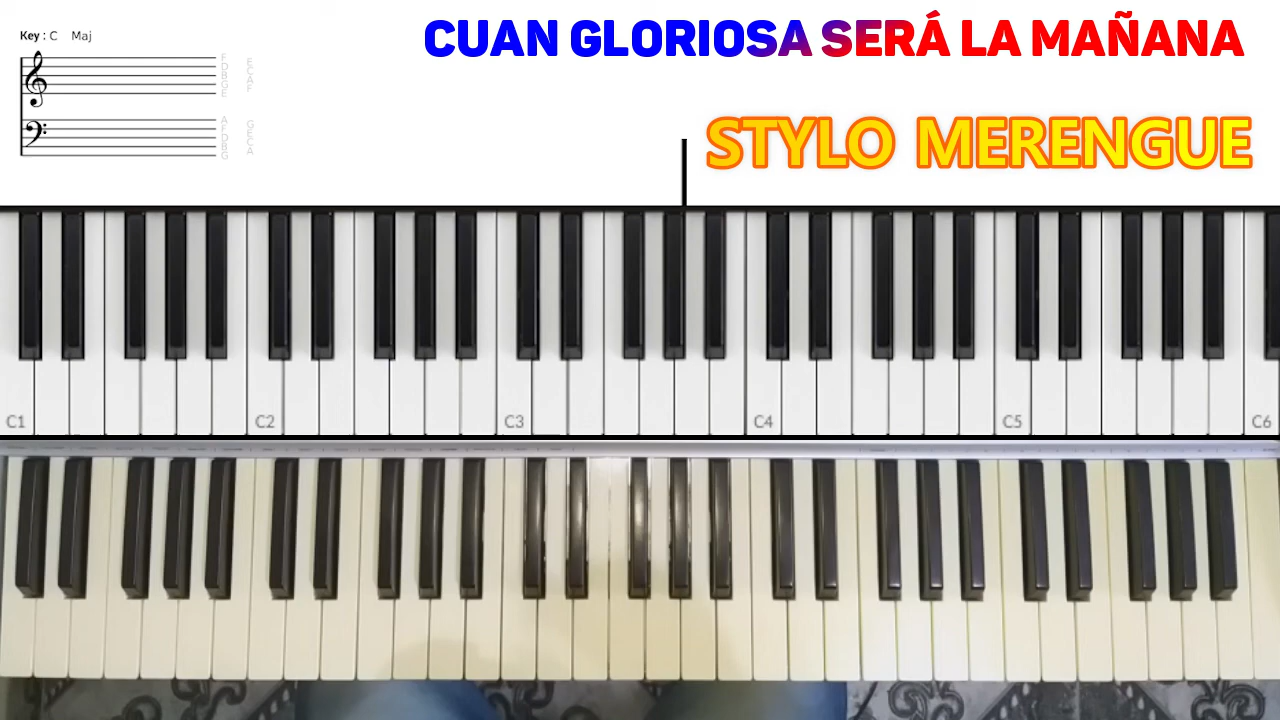 CUAN GLORIOSA SERÁ LA MAÑANA
Key : C Maj
F
D
B
G
E
E
C
A
F
STYLO MERENGUE
A
F
D
B
G
G
E
C
A
C1 C2 C3 C4 C5 C6